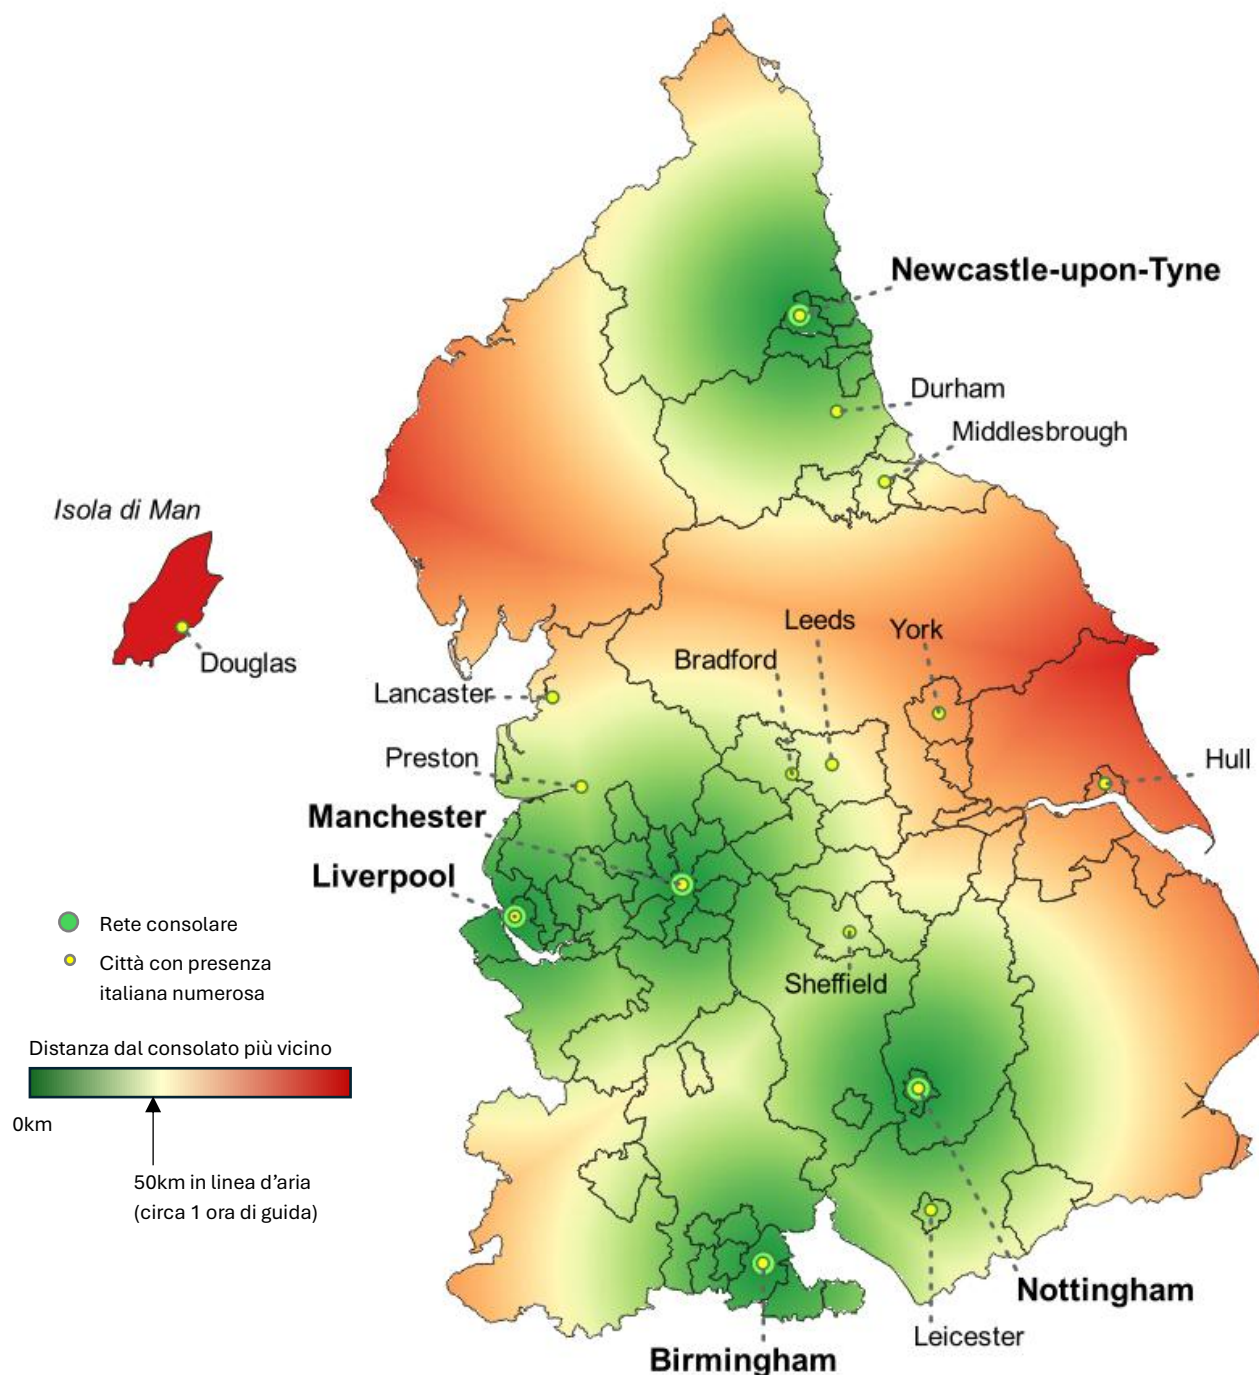 Newcastle-upon-Tyne
Durham
Middlesbrough
Isola di Man
Douglas
Leeds
York
Bradford
Lancaster
Preston
Hull
Manchester
Liverpool
Rete consolare
Città con presenza
italiana numerosa
Sheffield
Distanza dal consolato più vicino
0km
50km in linea d’aria
(circa 1 ora di guida)
Nottingham
Leicester
Birmingham